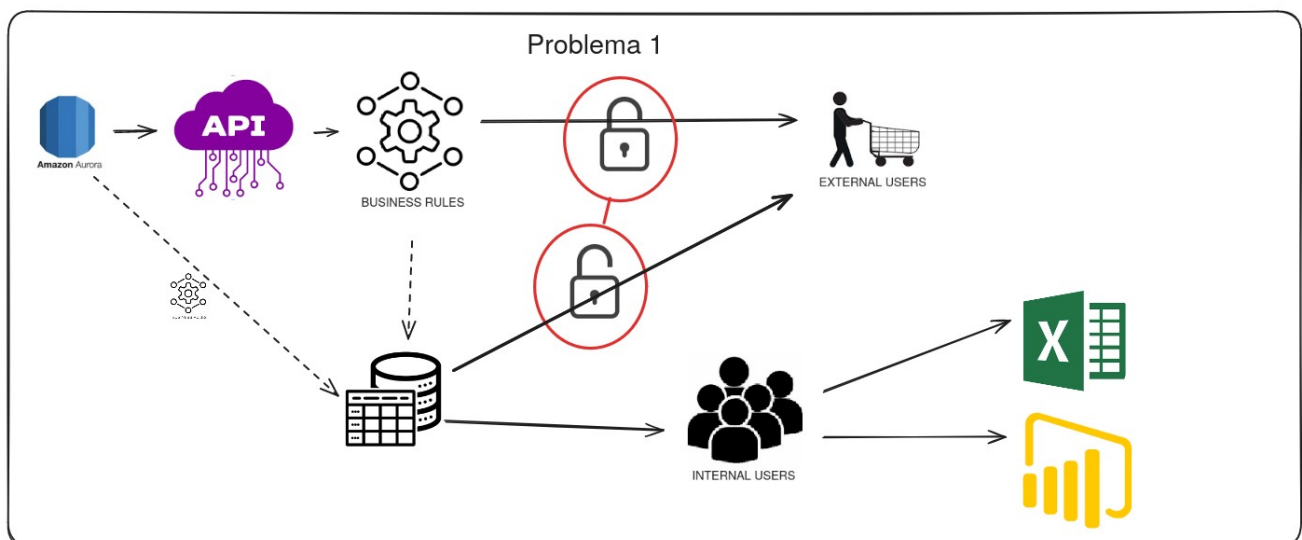 Problema 1
Amazon Aurora
API
BUSINESS RULES
EXTERNAL USERS
X
INTERNAL USERS